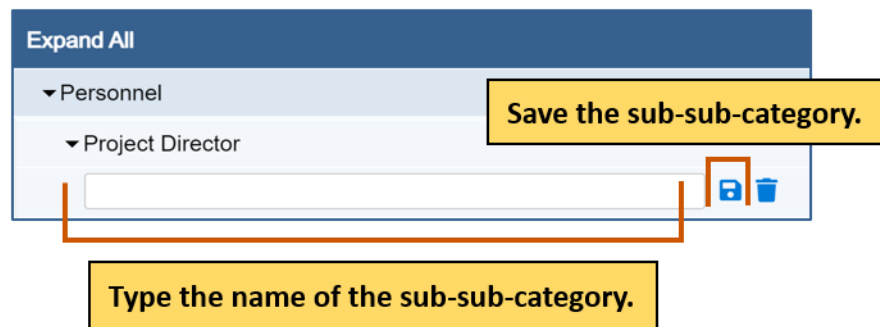 Expand All
Personnel
Save the sub-sub-category.
Project Director
Type the name of the sub-sub-category.